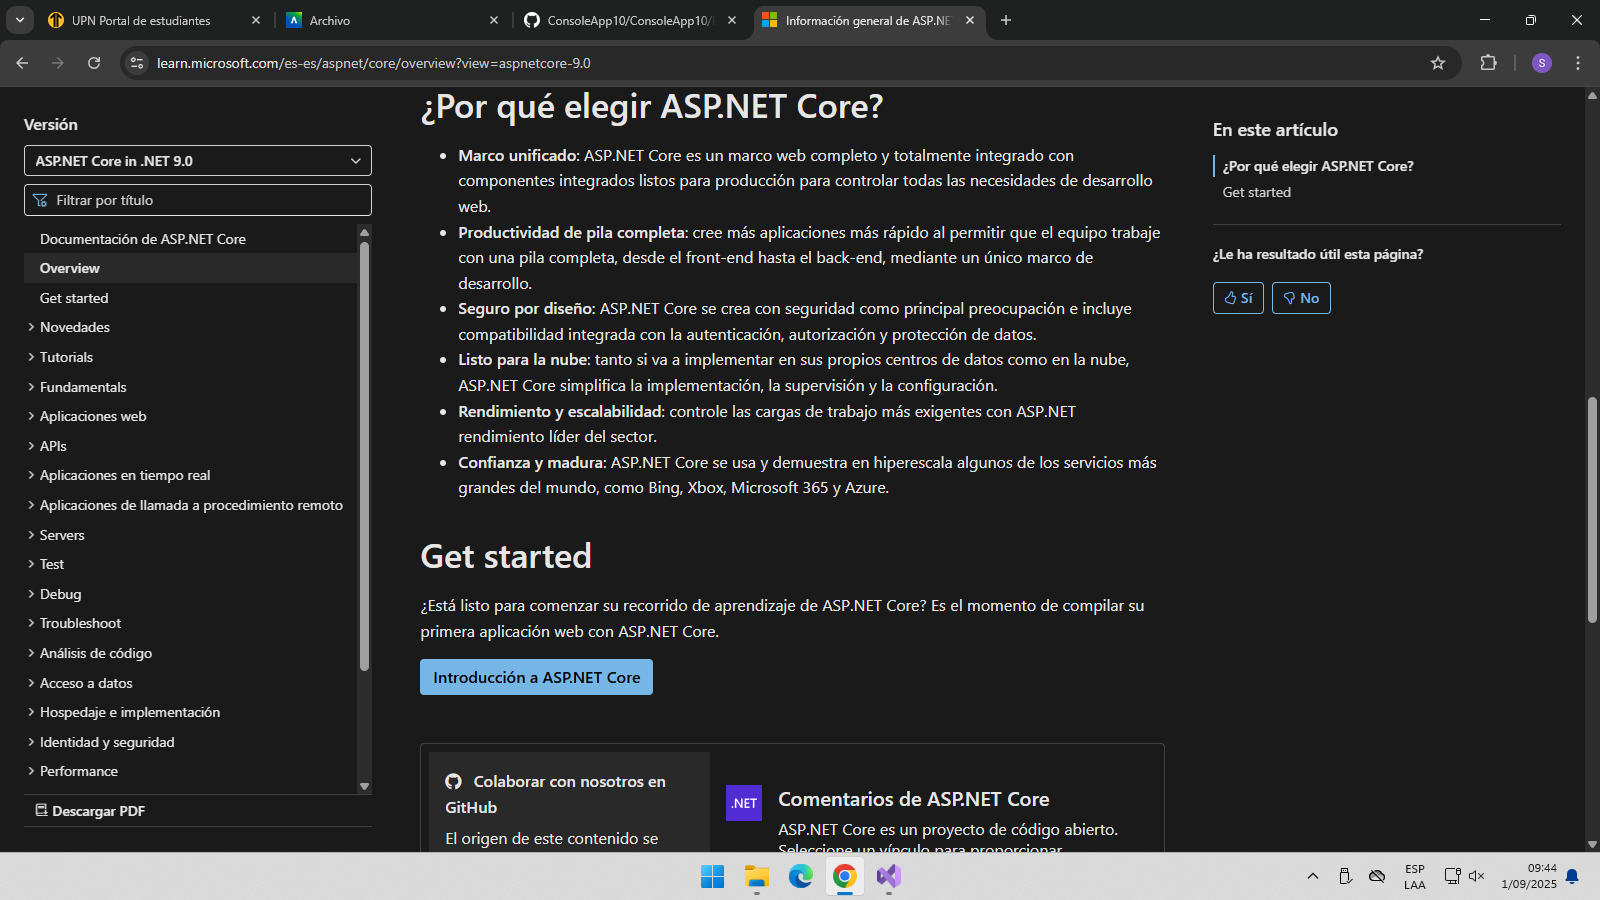 UPN Portal de estudiantes
Archivo
ConsoleApp10/ConsoleApp10/
Información general de ASP.NE
learn.microsoft.com/es-es/aspnet/core/overview?view=aspnetcore-9.0
S
Versión
ASP.NET Core in .NET 9.0
Filtrar por título
Documentación de ASP.NET Core
Overview
Get started
Novedades
Tutorials
Fundamentals
Aplicaciones web
APIs
Aplicaciones en tiempo real
Aplicaciones de llamada a procedimiento remoto
Servers
Test
Debug
Troubleshoot
Análisis de código
Acceso a datos
Hospedaje e implementación
Identidad y seguridad
Performance
Descargar PDF
¿Por qué elegir ASP.NET Core?
Marco unificado: ASP.NET Core es un marco web completo y totalmente integrado con
componentes integrados listos para producción para controlar todas las necesidades de desarrollo
web.
Productividad de pila completa: cree más aplicaciones más rápido al permitir que el equipo trabaje
con una pila completa, desde el front-end hasta el back-end, mediante un único marco de
desarrollo.
Seguro por diseño: ASP.NET Core se crea con seguridad como principal preocupación e incluye
compatibilidad integrada con la autenticación, autorización y protección de datos.
Listo para la nube: tanto si va a implementar en sus propios centros de datos como en la nube,
ASP.NET Core simplifica la implementación, la supervisión y la configuración.
Rendimiento y escalabilidad: controle las cargas de trabajo más exigentes con ASP.NET
rendimiento líder del sector.
Confianza y madura: ASP.NET Core se usa y demuestra en hiperescala algunos de los servicios más
grandes del mundo, como Bing, Xbox, Microsoft 365 y Azure.
Get started
¿Está listo para comenzar su recorrido de aprendizaje de ASP.NET Core? Es el momento de compilar su
primera aplicación web con ASP.NET Core.
Introducción a ASP.NET Core
Colaborar con nosotros en
GitHub
El origen de este contenido se
.NET
Comentarios de ASP.NET Core
ASP.NET Core es un proyecto de código abierto.
Seleccione un vínculo para proporcionar
En este artículo
¿Por qué elegir ASP.NET Core?
Get started
¿Le ha resultado útil esta página?
Sí
No
ESP
LAA
09:44
1/09/2025